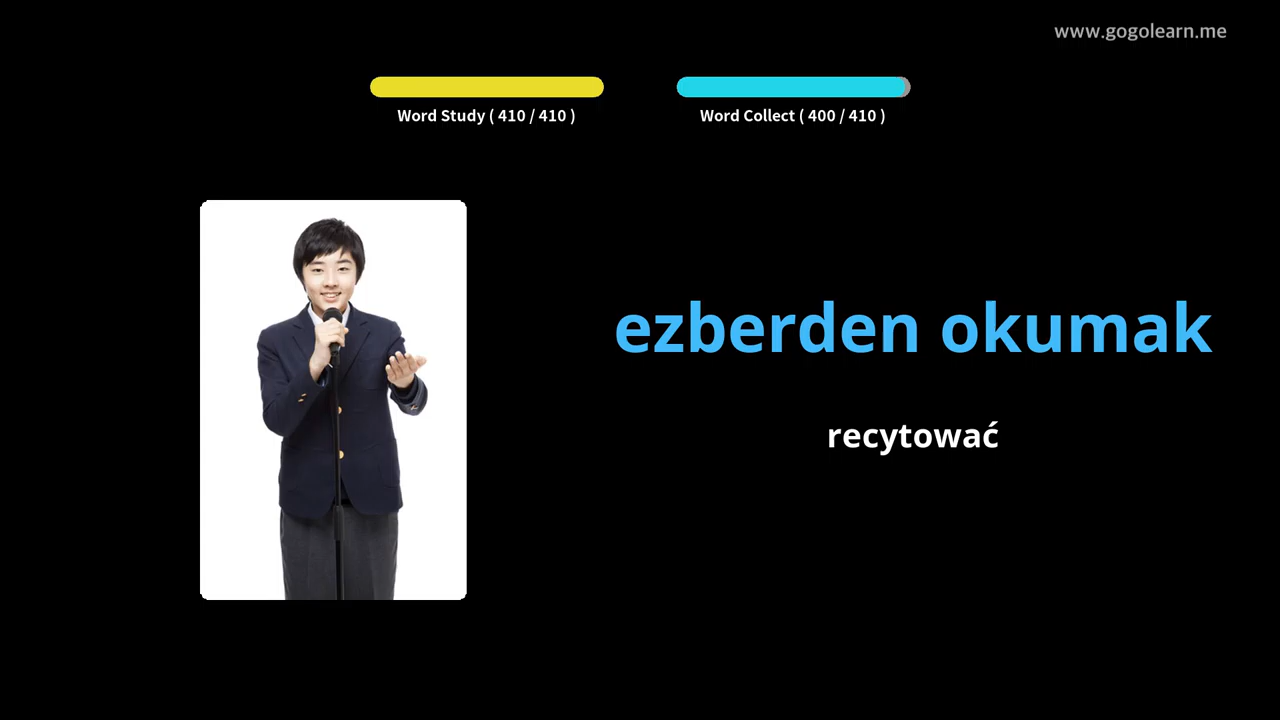 www.gogolearn.me
Word Study ( 410 / 410 )
Word Collect ( 400 / 410 )
ezberden okumak
recytować